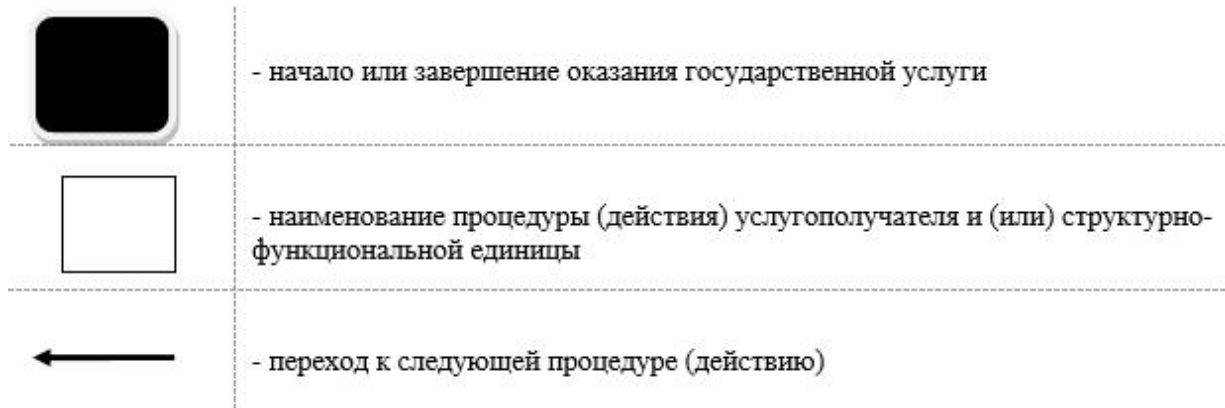 - начало или завершение оказания государственной услуги
- наименование процедуры (действия) услугополучателя и (или) структурно-
функциональной единицы
- переход к следующей процедуре (действию)